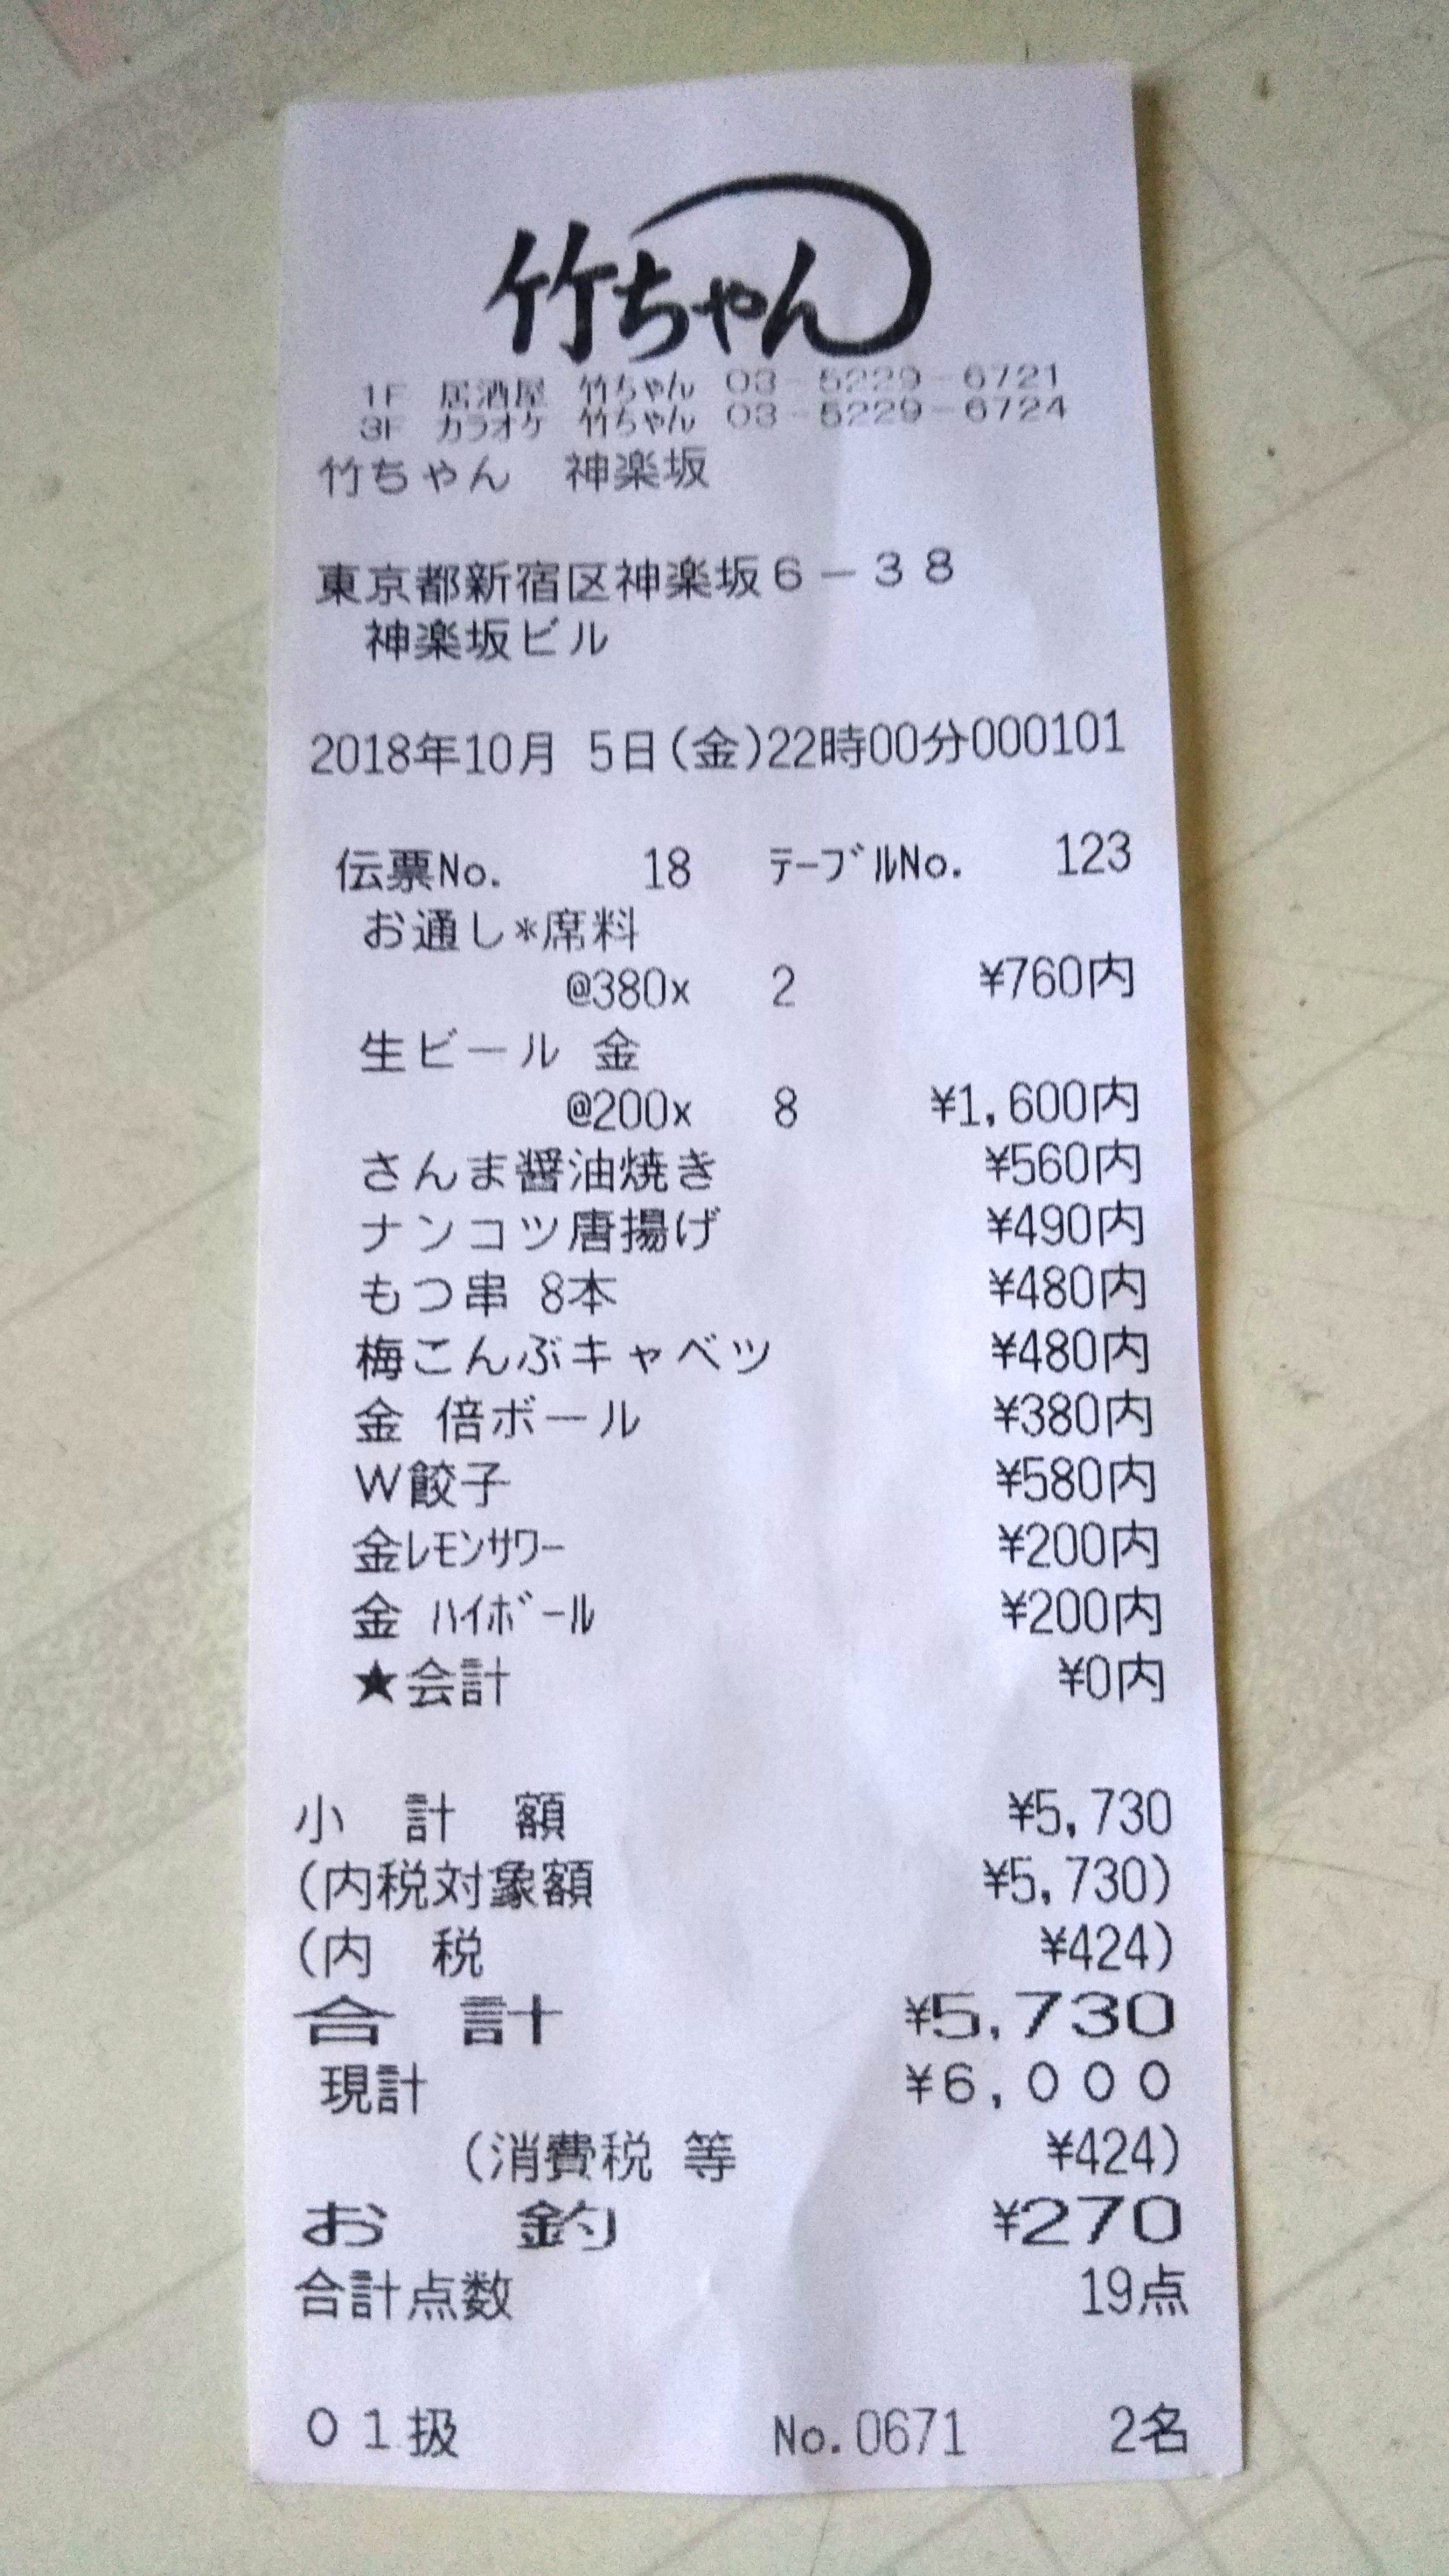 竹ちゃん
1F 居酒屋 竹ちゃん 03-5229-6721
3F カラオケ 竹ちゃん 03-5229-6724
竹ちゃん 神楽坂
東京都新宿区神楽坂6-38
神楽坂ビル
2018年10月 5日(金)22時00分000101
伝票No. 18 ﾃｰﾌﾞﾙNo. 123
お通し*席料
@380x 2 ¥760内
生ビール 金
@200x 8 ¥1,600内
さんま醤油焼き ¥560内
ナンコツ唐揚げ ¥490内
もつ串 8本 ¥480内
梅こんぶキャベツ ¥480内
金 倍ボール ¥380内
W餃子 ¥580内
金ﾚﾓﾝｻﾜｰ ¥200内
金 ﾊｲﾎﾞｰﾙ ¥200内
★会計 ¥0内
小計額 ¥5,730
(内税対象額 ¥5,730)
(内 税 ¥424)
合計 ¥5,730
現計 ¥6,000
(消費税 等 ¥424)
お釣 ¥270
合計点数 19点
01扱 No.0671 2名